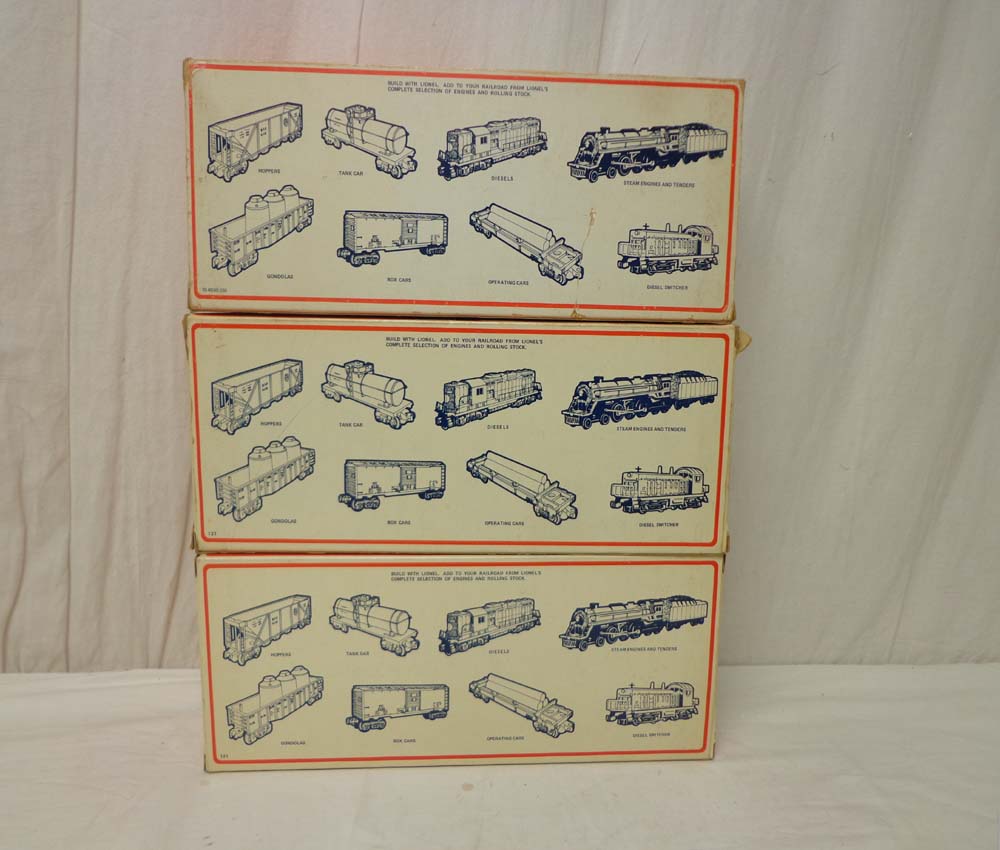 BUILD WITH LIONEL. ADD TO YOUR RAILROAD FROM LIONEL'S
COMPLETE SELECTION OF ENGINES AND ROLLING STOCK.
HOPPERS
TANK CAR
DIESELS
STEAM ENGINES AND TENDERS
GONDOLAS
BOX CARS
OPERATING CARS
DIESEL SWITCHER
BUILD WITH LIONEL. ADD TO YOUR RAILROAD FROM LIONEL'S
COMPLETE SELECTION OF ENGINES AND ROLLING STOCK.
HOPPERS
TANK CAR
DIESELS
STEAM ENGINES AND TENDERS
GONDOLAS
BOX CARS
OPERATING CARS
DIESEL SWITCHER
BUILD WITH LIONEL. ADD TO YOUR RAILROAD FROM LIONEL'S
COMPLETE SELECTION OF ENGINES AND ROLLING STOCK.
HOPPERS
TANK CAR
DIESELS
STEAM ENGINES AND TENDERS
GONDOLAS
BOX CARS
OPERATING CARS
DIESEL SWITCHER